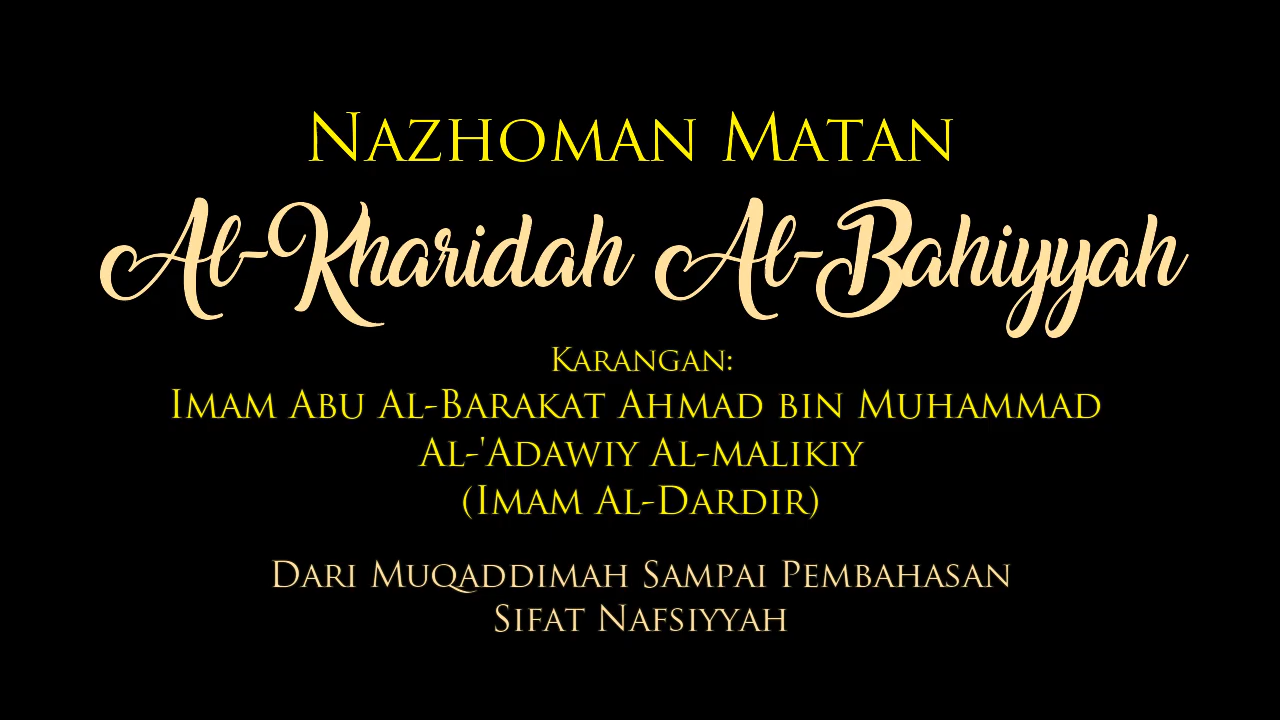 Nazhoman Matan
Al-Kharidah Al-Bahiyyah
Karangan:
Imam Abu Al-Barakat Ahmad bin Muhammad
Al-'Adawiy Al-malikiy
(Imam Al-Dardir)
Dari Muqaddimah Sampai Pembahasan
Sifat Nafsiyyah